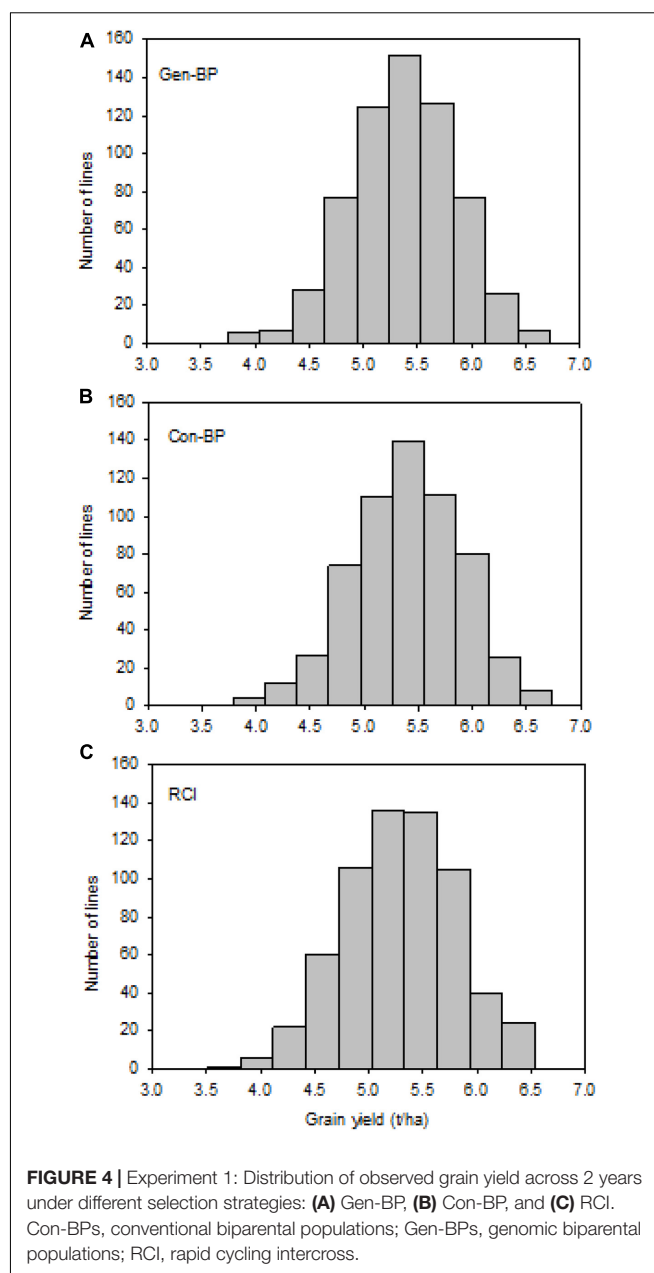 A
Gen-BP
Number of lines
160
140
120
100
80
60
40
20
0
3.0 3.5 4.0 4.5 5.0 5.5 6.0 6.5 7.0
B
Con-BP
Number of lines
160
140
120
100
80
60
40
20
0
3.0 3.5 4.0 4.5 5.0 5.5 6.0 6.5 7.0
C
RCI
Number of lines
160
140
120
100
80
60
40
20
0
3.0 3.5 4.0 4.5 5.0 5.5 6.0 6.5 7.0
Grain yield (t/ha)
FIGURE 4 | Experiment 1: Distribution of observed grain yield across 2 years
under different selection strategies: (A) Gen-BP, (B) Con-BP, and (C) RCI.
Con-BPs, conventional biparental populations; Gen-BPs, genomic biparental
populations; RCI, rapid cycling intercross.